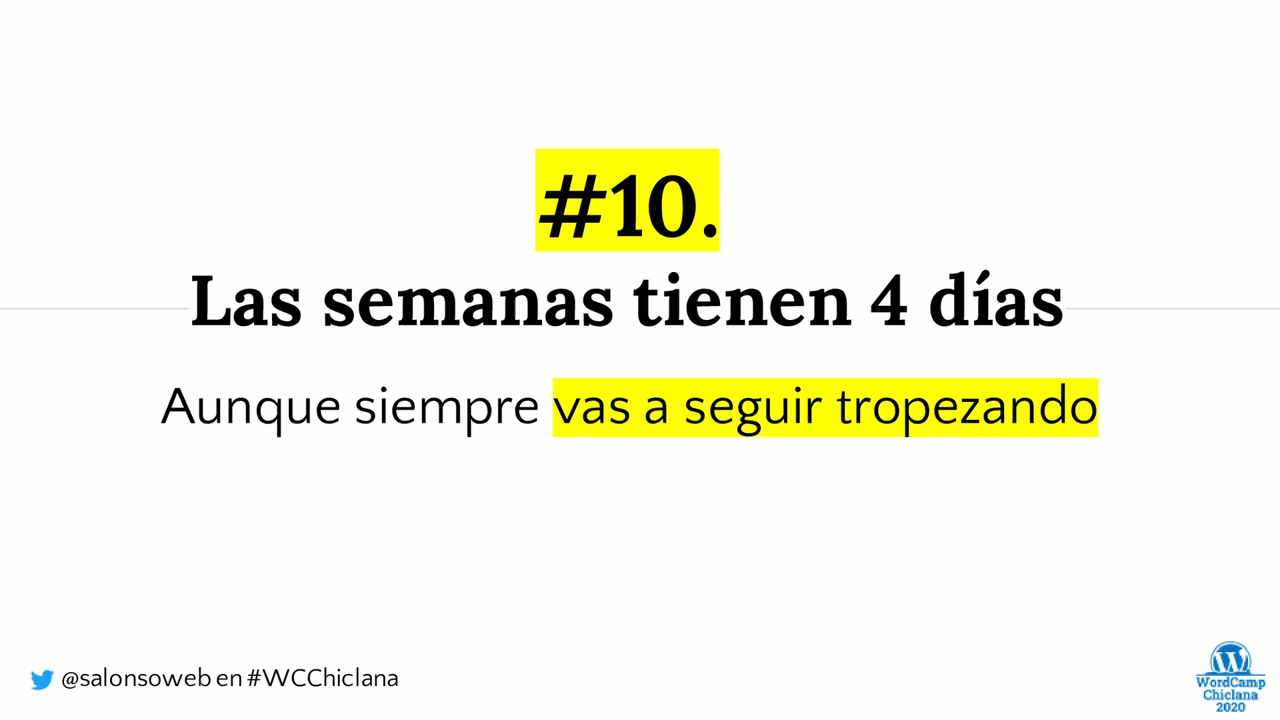 #10.
Las semanas tienen 4 días
Aunque siempre vas a seguir tropezando
@salonsoweb en #WCChiclana
WordCamp
Chiclana
2020